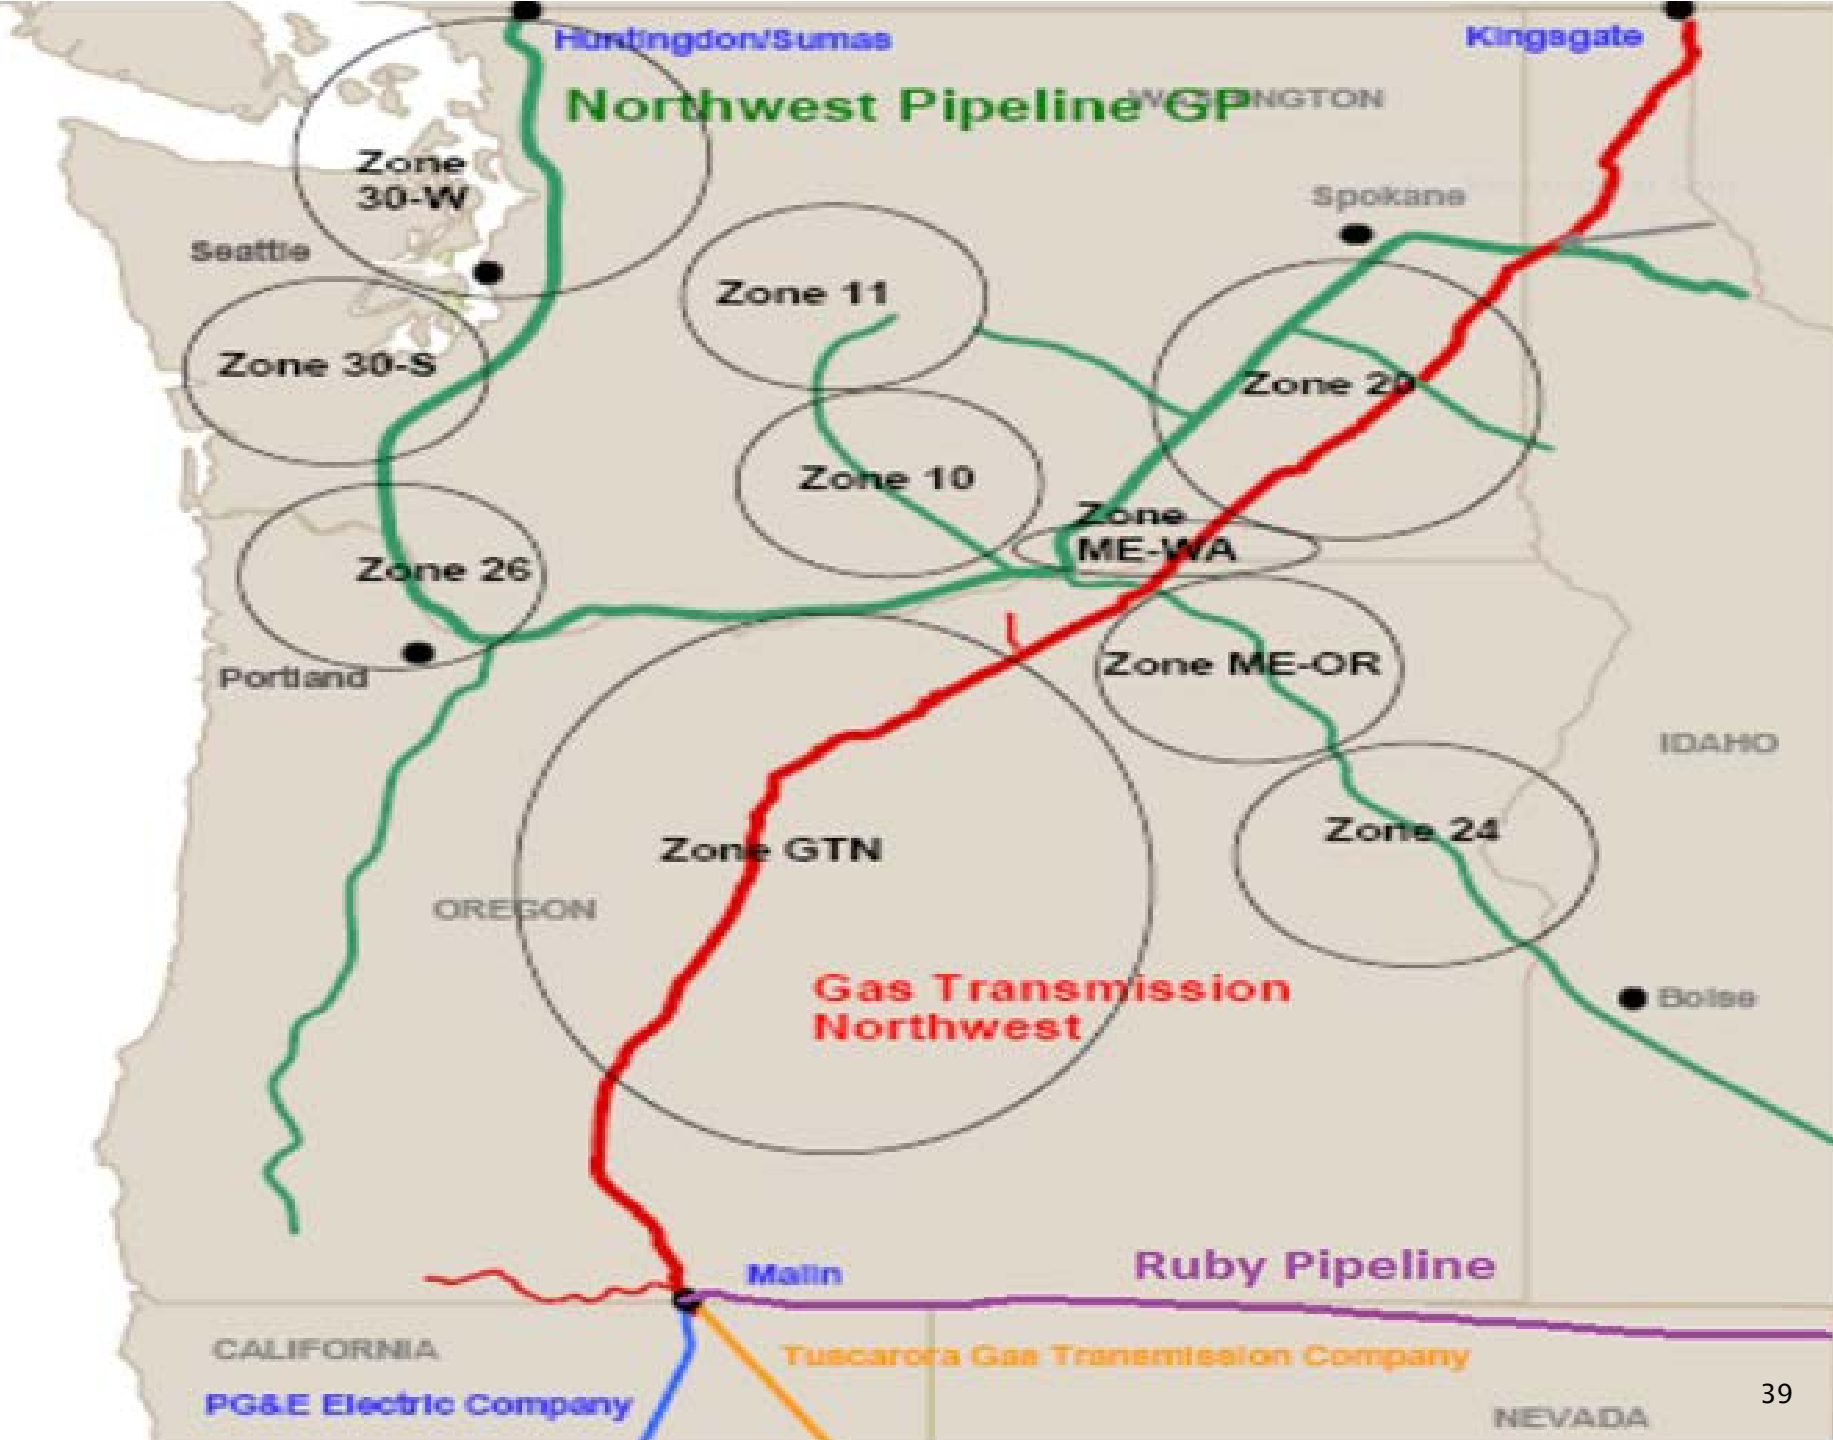 Huntingdon/Sumas
Kingsgate
Northwest Pipeline GP
WASHINGTON
Zone
30-W
Spokane
Seattle
Zone 11
Zone 30-S
Zone 20
Zone 10
Zone
ME-WA
Zone 26
Zone ME-OR
Portland
IDAHO
Zone 24
Zone GTN
OREGON
Gas Transmission
Northwest
Boise
Ruby Pipeline
Malin
CALIFORNIA
Tuscarora Gas Transmission Company
PG&E Electric Company
39
NEVADA